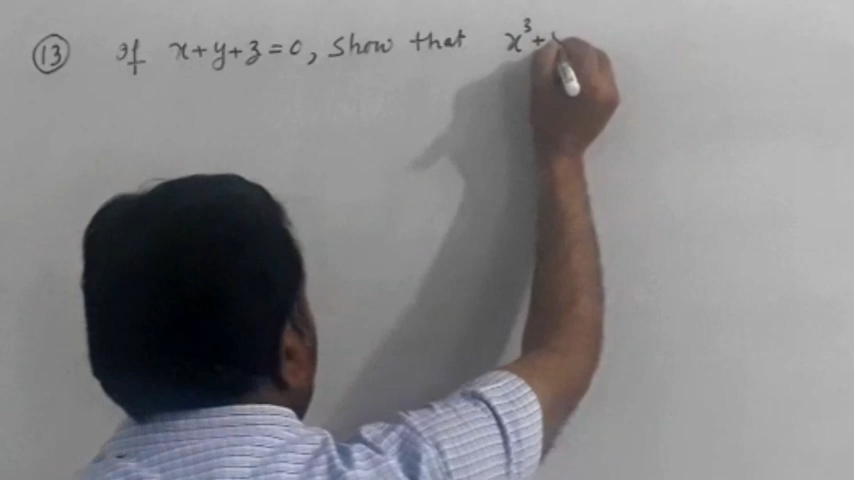 (13) If x+y+z=0, show that x³+